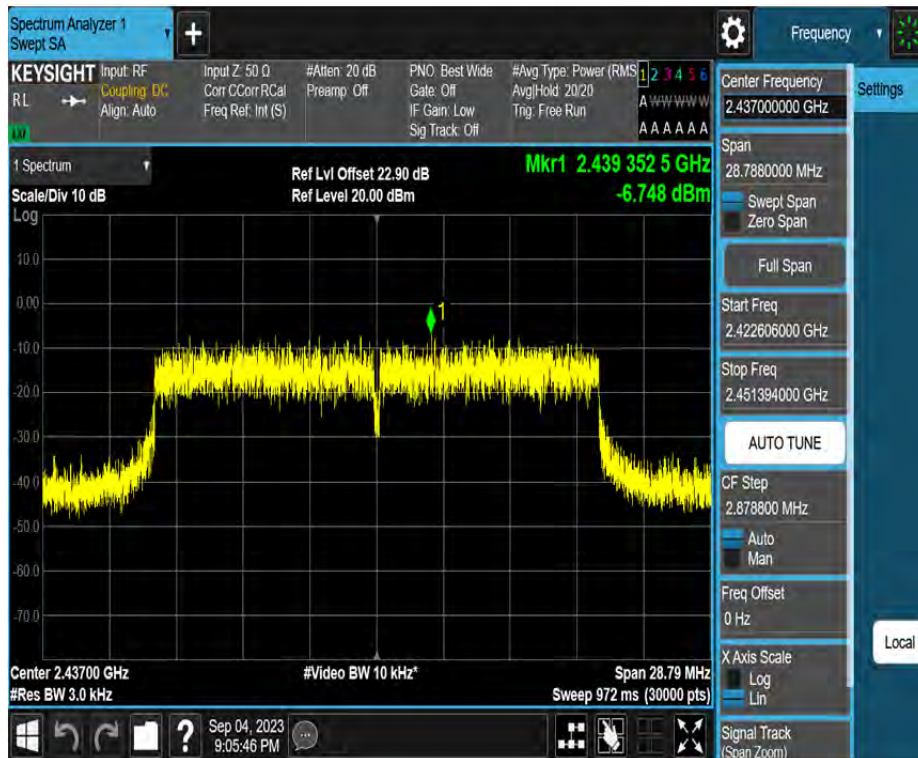 Spectrum Analyzer 1
Swept SA
Frequency
KEYSIGHT
RL
Input: RF
Coupling: DC
Align: Auto
Input Z: 50 Ω
Corr CCorr RCal
Freq Ref: Int (S)
#Atten: 20 dB
Preamp: Off
PNO: Best Wide
Gate: Off
IF Gain: Low
Sig Track: Off
#Avg Type: Power (RMS
Avg|Hold: 20/20
Trig: Free Run
1 2 3 4 5 6
A W W W W W
A A A A A A
1 Spectrum
Scale/Div 10 dB
Ref Lvl Offset 22.90 dB
Ref Level 20.00 dBm
Mkr1 2.439 352 5 GHz
-6.748 dBm
Log
10.0
0.00
-10.0
-20.0
-30.0
-40.0
-50.0
-60.0
-70.0
1
Center 2.43700 GHz
#Res BW 3.0 kHz
#Video BW 10 kHz*
Span 28.79 MHz
Sweep 972 ms (30000 pts)
?
Sep 04, 2023
9:05:46 PM
Center Frequency
2.437000000 GHz
Span
28.7880000 MHz
Swept Span
Zero Span
Full Span
Start Freq
2.422606000 GHz
Stop Freq
2.451394000 GHz
AUTO TUNE
CF Step
2.878800 MHz
Auto
Man
Freq Offset
0 Hz
X Axis Scale
Log
Lin
Signal Track
(Span Zoom)
Settings
Local